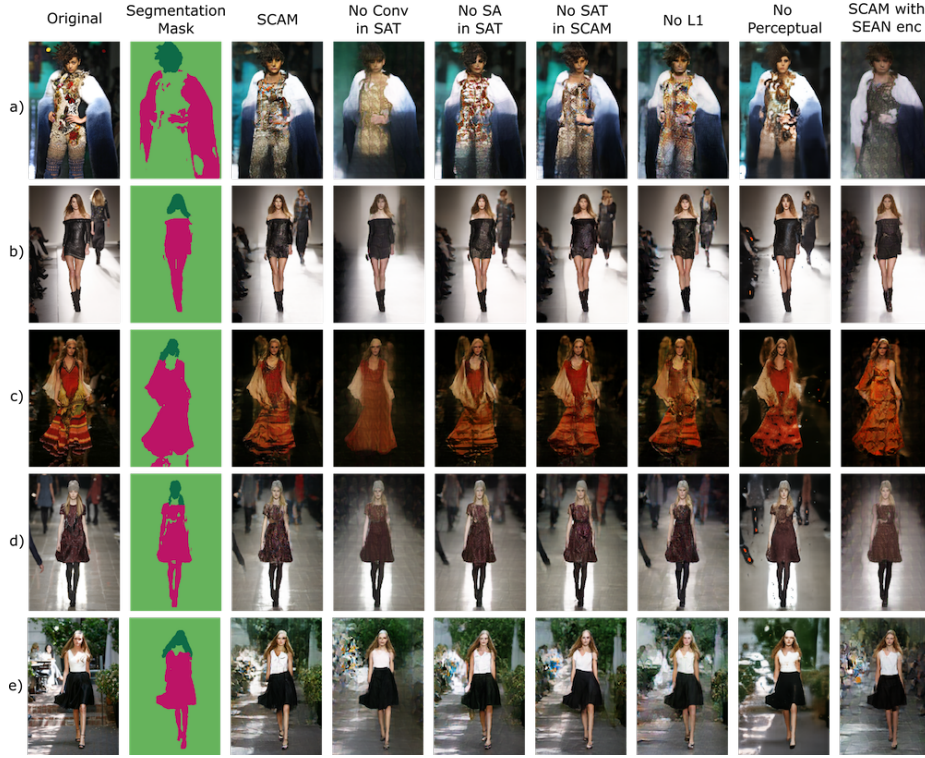 Original
Segmentation
Mask
SCAM
No Conv
in SAT
No SA
in SAT
No SAT
in SCAM
No L1
No
Perceptual
SCAM with
SEAN enc
a)
b)
c)
d)
e)